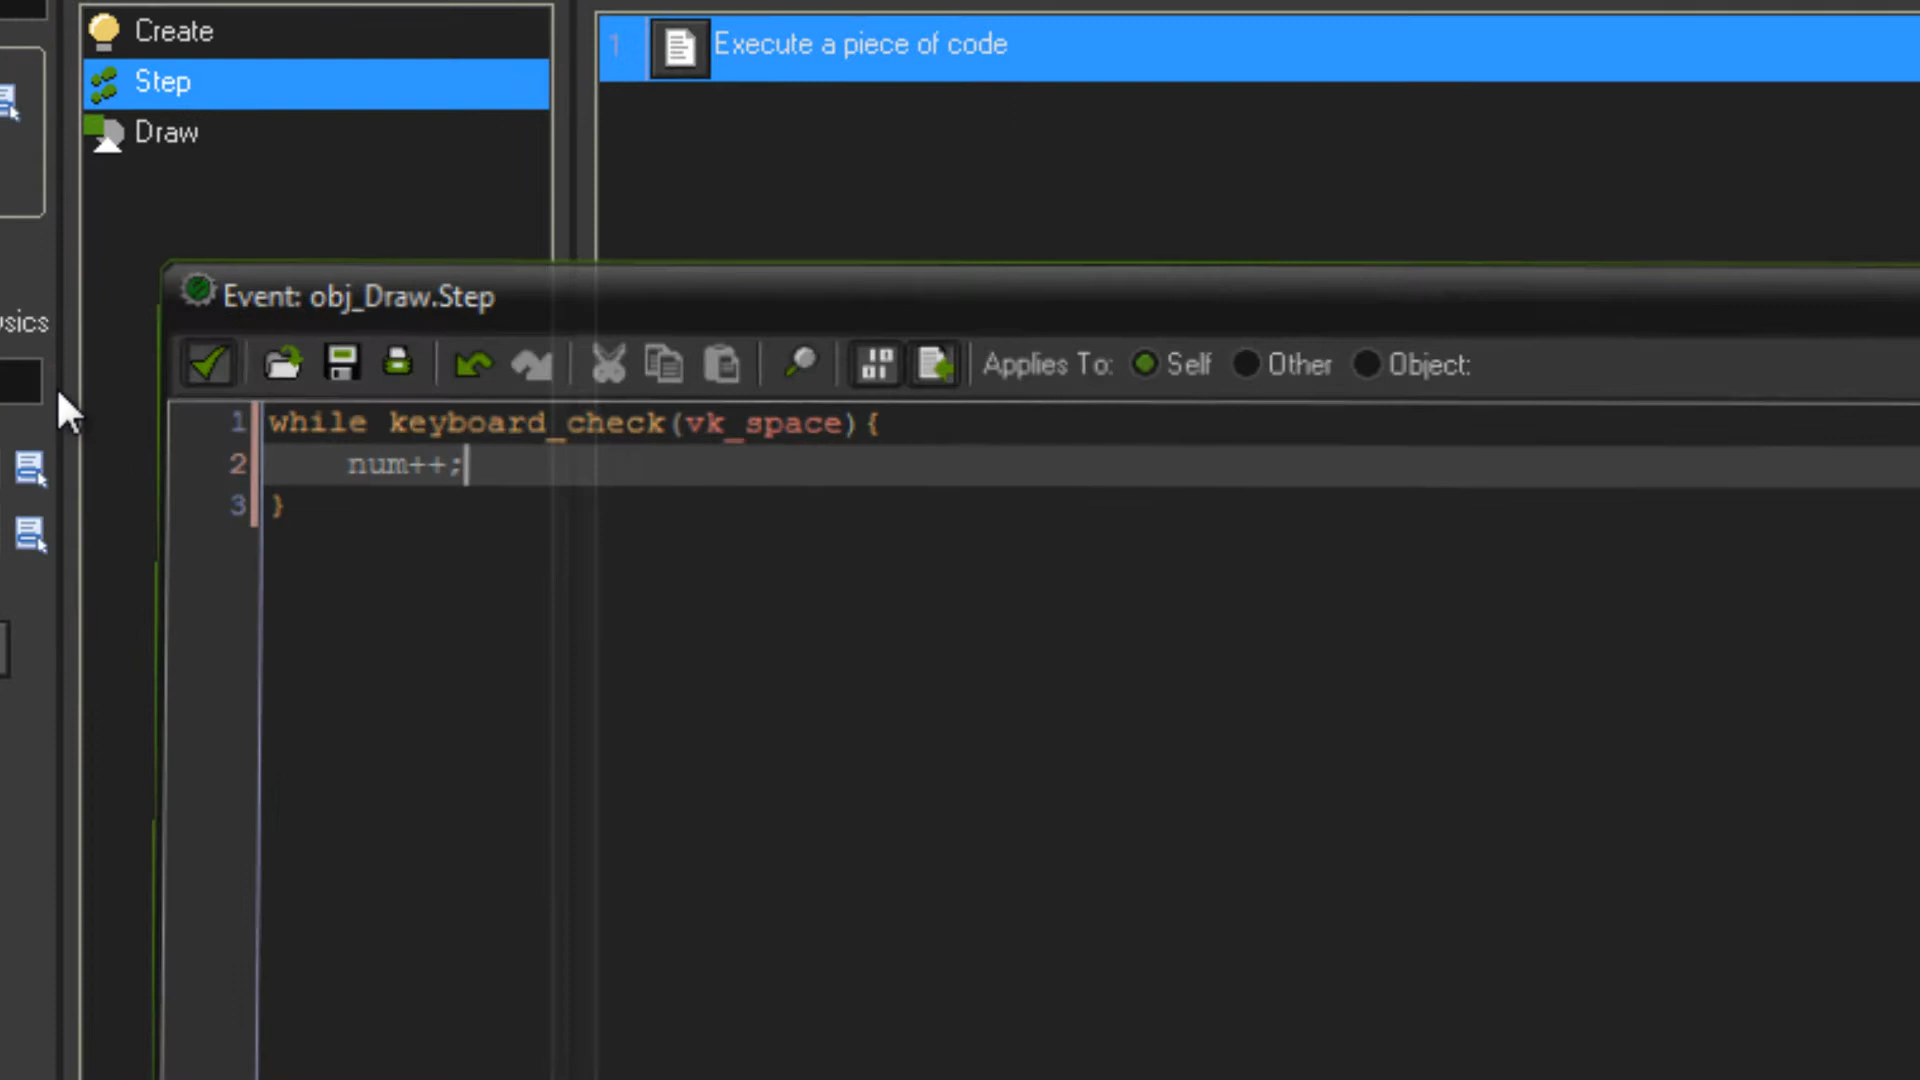 Create
Step
Draw
1 Execute a piece of code
Event: obj_Draw.Step
Applies To: Self Other Object:
1 while keyboard_check(vk_space){
2 num++;
3 }